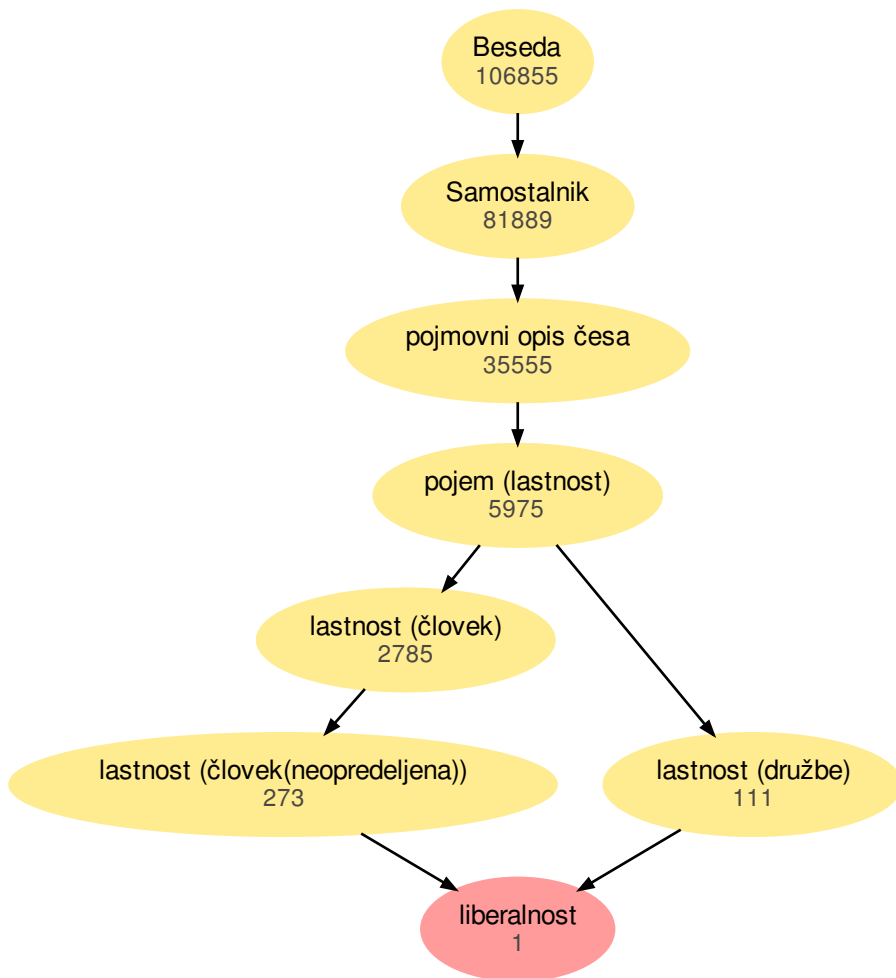 Beseda
106855
Samostalnik
81889
pojmovni opis česa
35555
pojem (lastnost)
5975
lastnost (človek)
2785
lastnost (človek(neopredeljena))
273
lastnost (družbe)
111
liberalnost
1